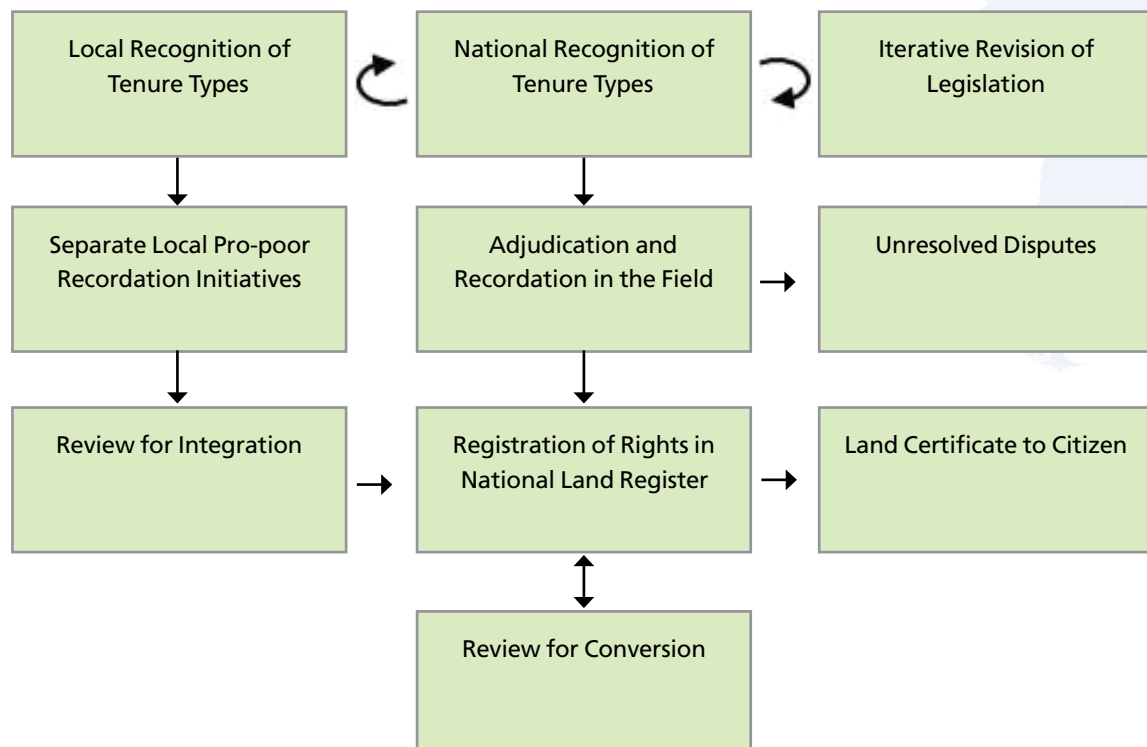 Local Recognition of
Tenure Types
National Recognition of
Tenure Types
Iterative Revision of
Legislation
Separate Local Pro-poor
Recordation Initiatives
Adjudication and
Recordation in the Field
Unresolved Disputes
Review for Integration
Registration of Rights in
National Land Register
Land Certificate to Citizen
Review for Conversion